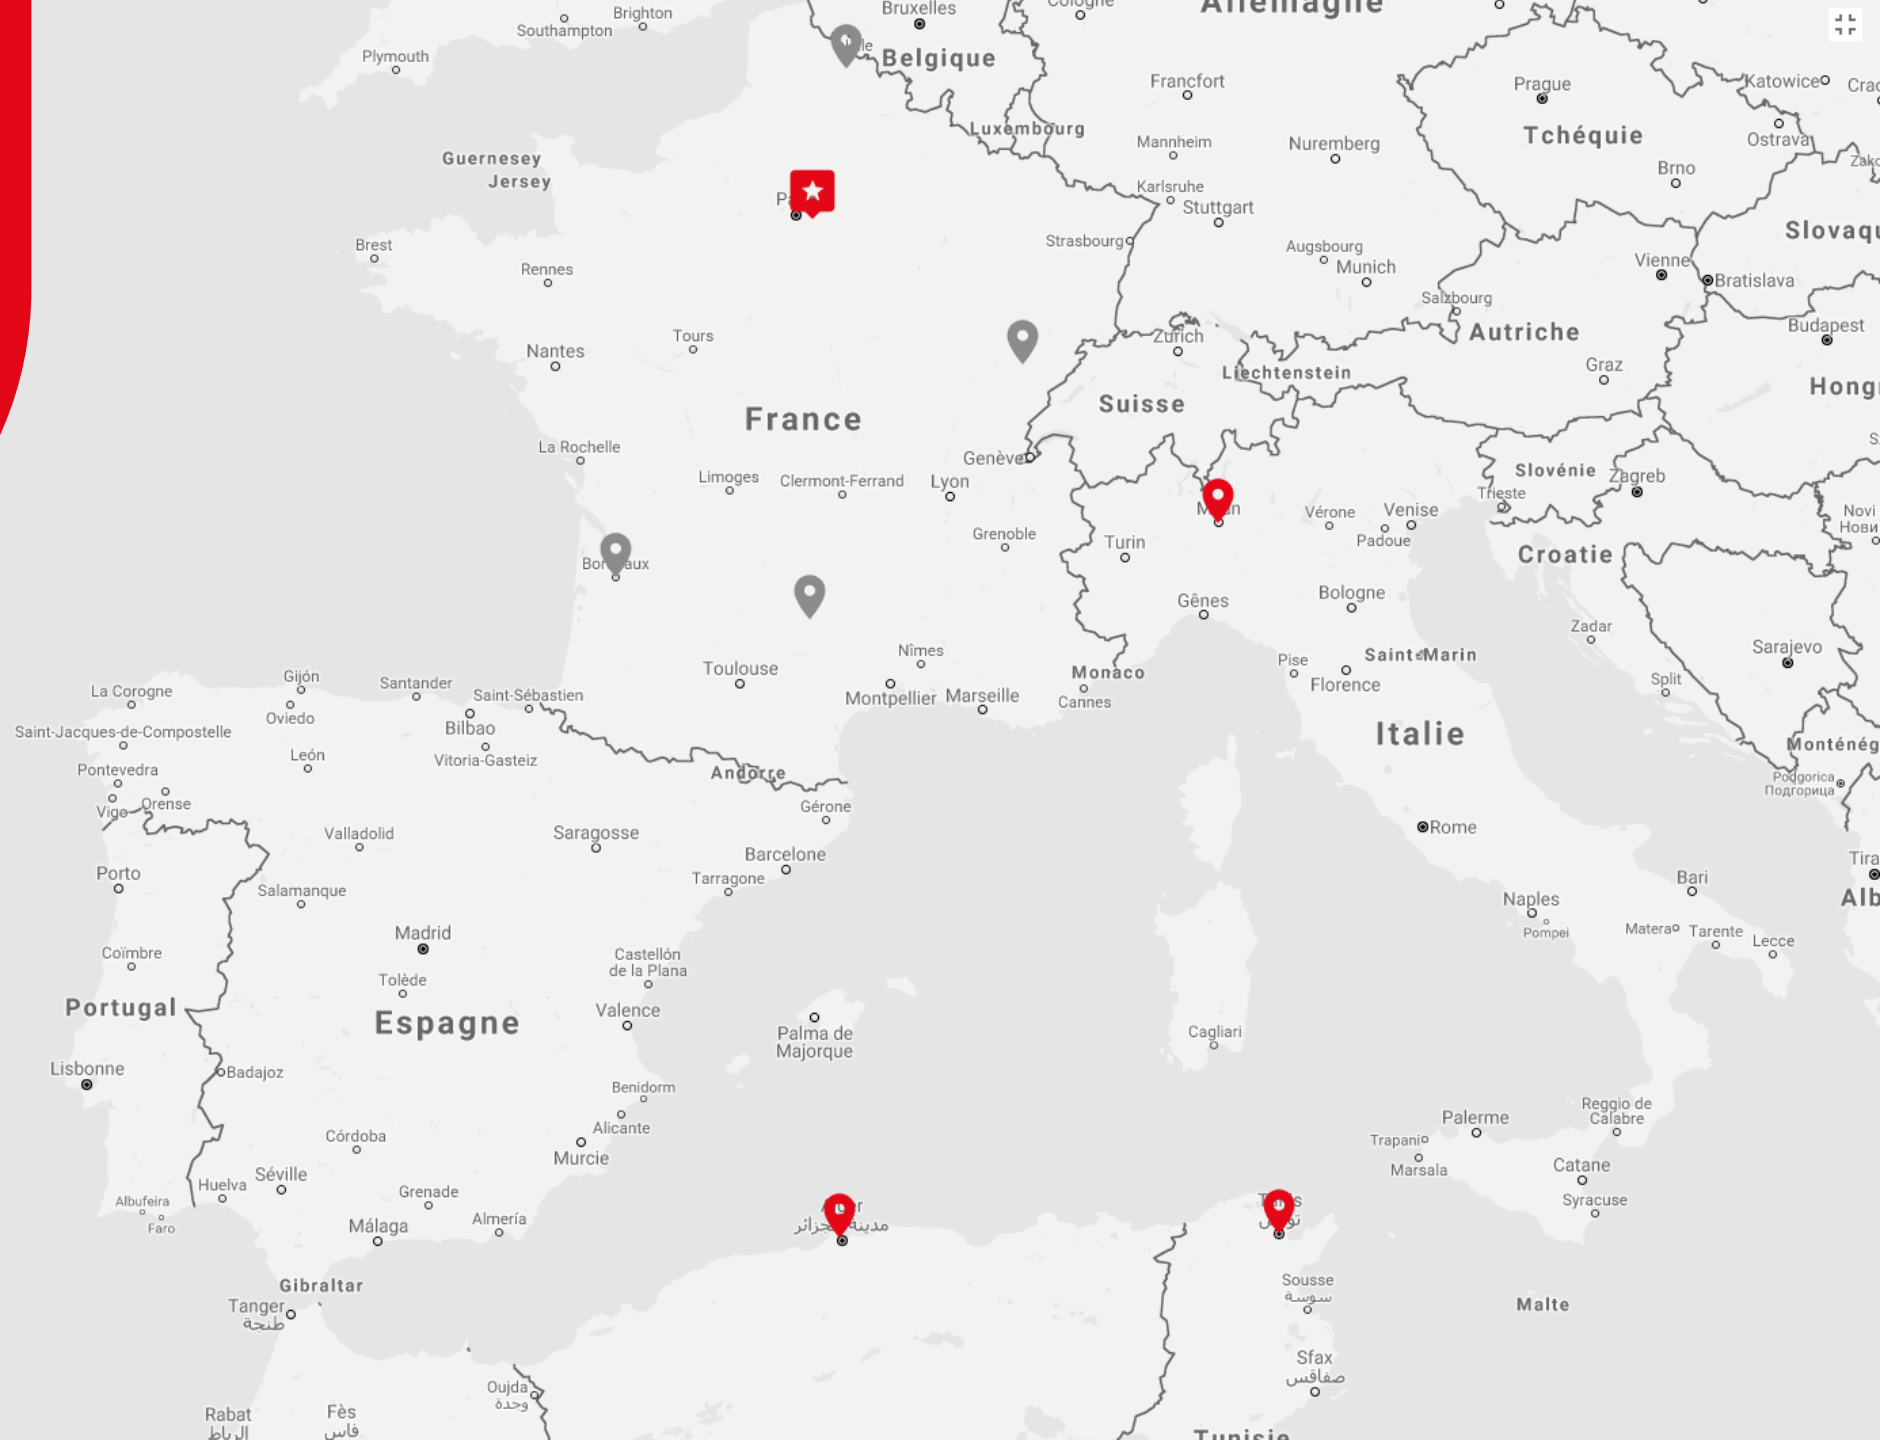 Brighton
Bruxelles
Cologne
Allemagne
Southampton
Plymouth
Belgique
Francfort
Prague
Katowice
Luxembourg
Tchéquie
Mannheim
Nuremberg
Ostrava
Guernesey
Jersey
Karlsruhe
Stuttgart
Brno
Brest
Strasbourg
Augsbourg
Munich
Vienne
Bratislava
Rennes
Salzbourg
Autriche
Budapest
Tours
Nantes
Zurich
Liechtenstein
Graz
Suisse
France
La Rochelle
Genève
Limoges
Clermont-Ferrand
Lyon
Slovénie
Zagreb
Trieste
Grenoble
Vérone
Venise
Padoue
Turin
Croatie
Novi
Нови
Gênes
Bologne
Zadar
Sarajevo
Nîmes
Toulouse
Pise
Saint-Marin
Monaco
Florence
Split
La Corogne
Gijón
Santander
Saint-Sébastien
Montpellier
Marseille
Cannes
Oviedo
Bilbao
Saint-Jacques-de-Compostelle
Italie
León
Vitoria-Gasteiz
Pontevedra
Andorre
Podgorica
Подгорица
Vigo
Orense
Gérone
Valladolid
Saragosse
Rome
Barcelone
Porto
Tarragone
Salamanque
Bari
Naples
Pompei
Matera
Tarente
Lecce
Madrid
Coïmbre
Castellón
de la Plana
Tolède
Portugal
Espagne
Valence
Palma de
Majorque
Cagliari
Lisbonne
Badajoz
Benidorm
Alicante
Palerme
Reggio de
Calabre
Córdoba
Murcie
Trapani
Marsala
Catane
Séville
Huelva
Grenade
Albufeira
Faro
Málaga
Almería
Syracuse
Gibraltar
Sousse
سوسة
Malte
Tanger
طنجة
Sfax
صفاقس
Oujda
وجدة
Rabat
الرباط
Fès
فاس
Tunisie